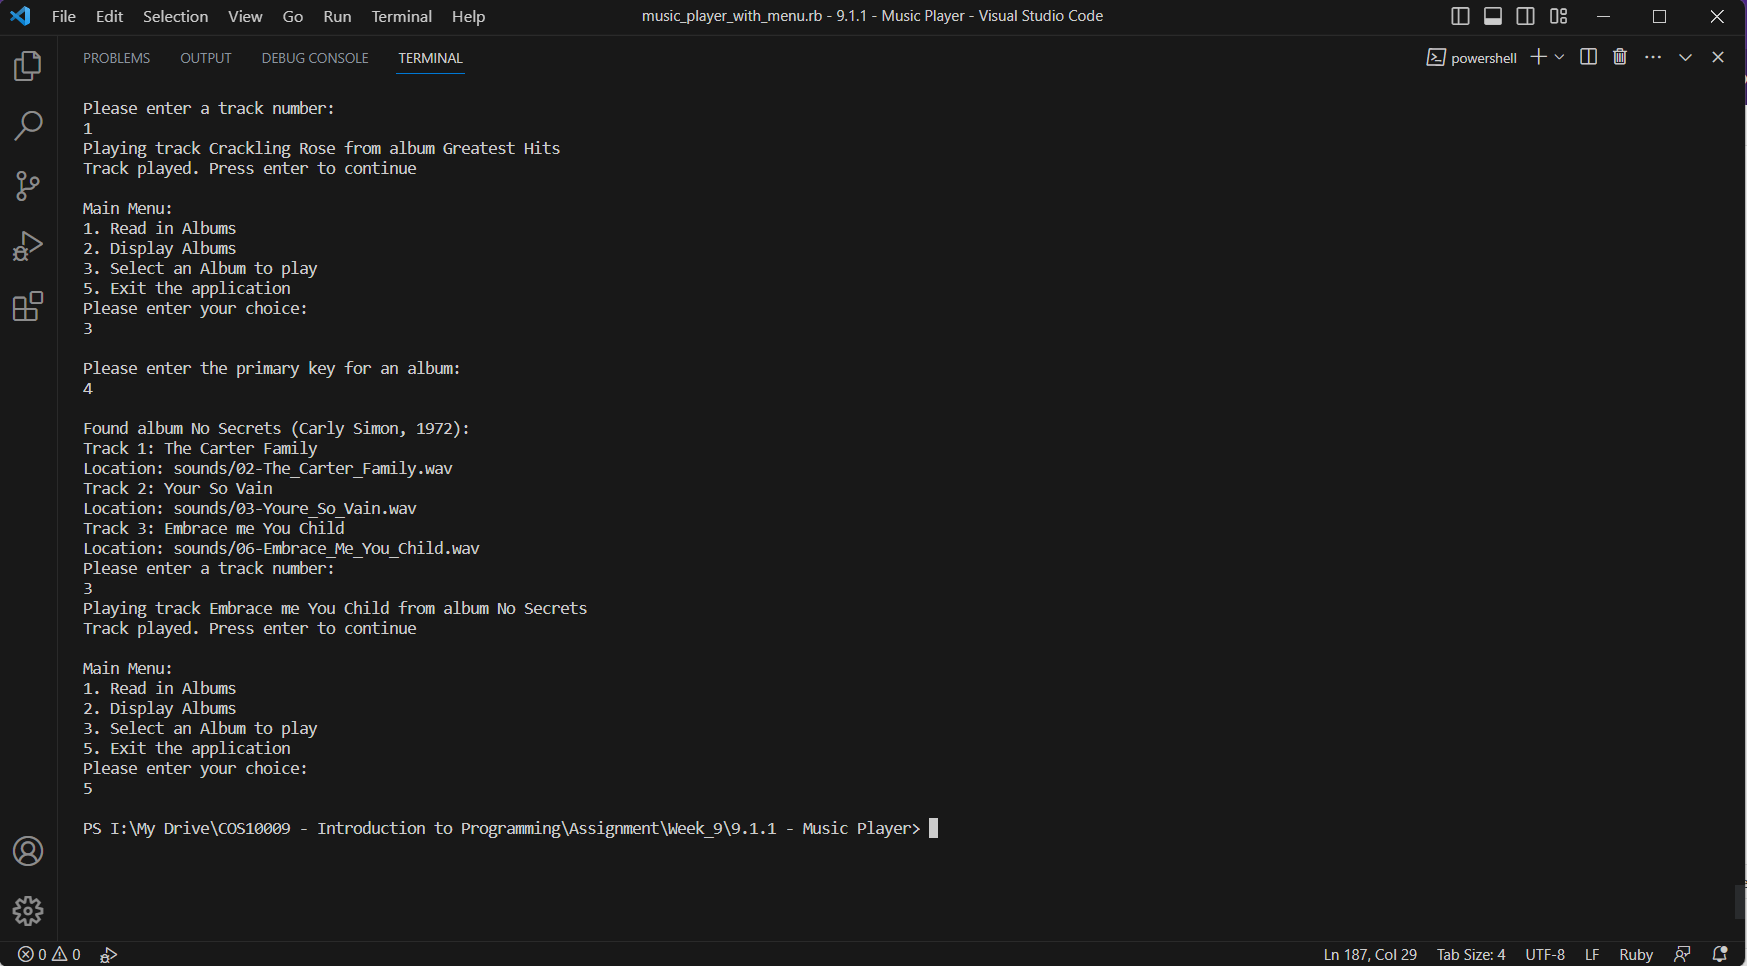 File Edit Selection View Go Run Terminal Help music_player_with_menu.rb - 9.1.1 - Music Player - Visual Studio Code
PROBLEMS OUTPUT DEBUG CONSOLE TERMINAL powershell
Please enter a track number:
1
Playing track Crackling Rose from album Greatest Hits
Track played. Press enter to continue
Main Menu:
1. Read in Albums
2. Display Albums
3. Select an Album to play
5. Exit the application
Please enter your choice:
3
Please enter the primary key for an album:
4
Found album No Secrets (Carly Simon, 1972):
Track 1: The Carter Family
Location: sounds/02-The_Carter_Family.wav
Track 2: Your So Vain
Location: sounds/03-Youre_So_Vain.wav
Track 3: Embrace me You Child
Location: sounds/06-Embrace_Me_You_Child.wav
Please enter a track number:
3
Playing track Embrace me You Child from album No Secrets
Track played. Press enter to continue
Main Menu:
1. Read in Albums
2. Display Albums
3. Select an Album to play
5. Exit the application
Please enter your choice:
5
PS I:\My Drive\COS10009 - Introduction to Programming\Assignment\Week_9\9.1.1 - Music Player>
0 0 Ln 187, Col 29 Tab Size: 4 UTF-8 LF Ruby